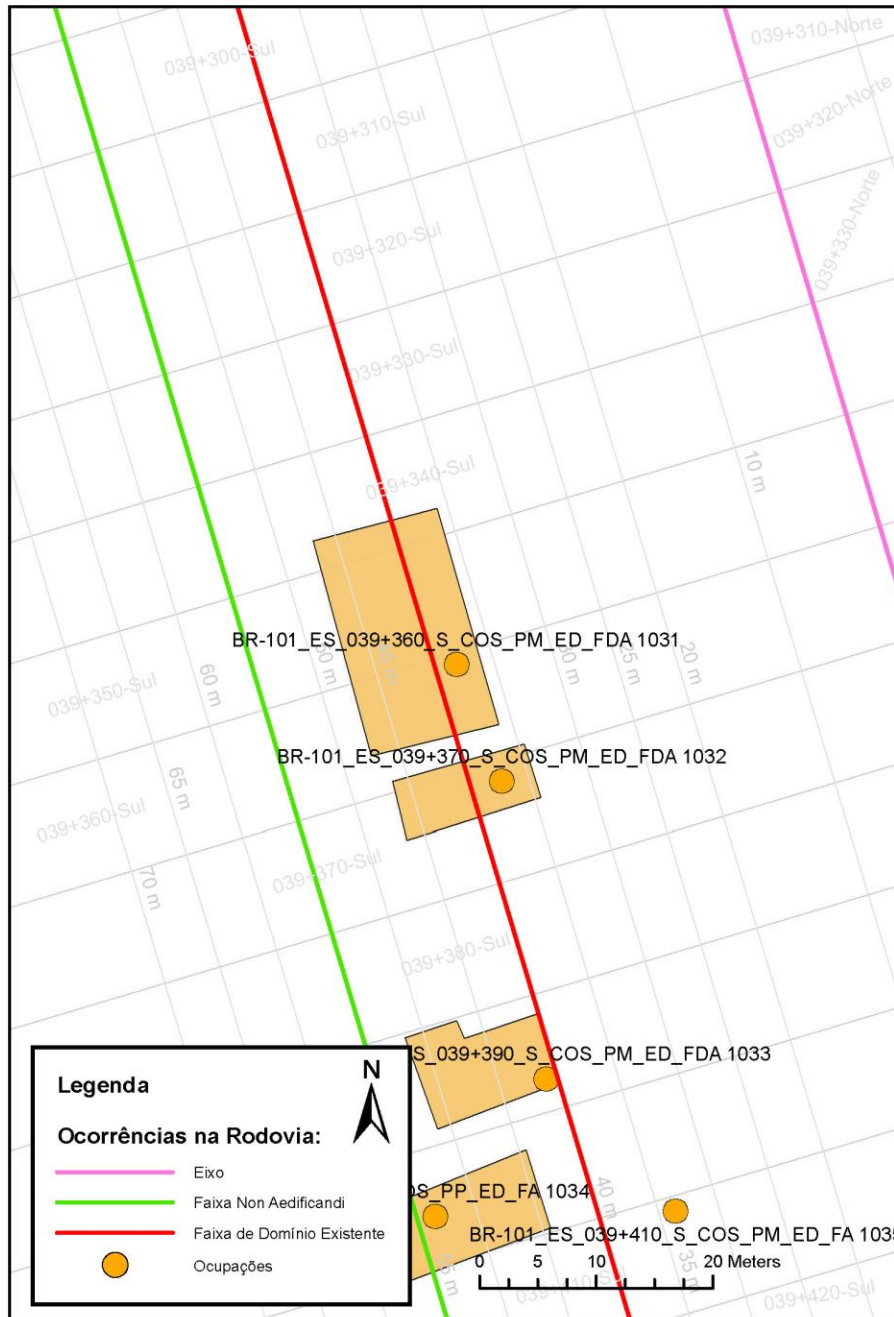 039+300-Sul
039+310-Norte
039+310-Sul
039+320-Norte
039+320-Sul
039+330-Norte
039+330-Sul
039+340-Sul
10 m
BR-101_ES_039+360_S_COS_PM_ED_FDA 1031
60 m
50 m
30 m
25 m
20 m
039+350-Sul
BR-101_ES_039+370_S_COS_PM_ED_FDA 1032
65 m
039+360-Sul
70 m
039+370-Sul
039+380-Sul
S_039+390_S_COS_PM_ED_FDA 1033
OS_PP_ED_FA 1034
40 m
BR-101_ES_039+410_S_COS_PM_ED_FA 1035
35 m
0 5 10 20 Meters
039+420-Sul
Legenda
N
Ocorrências na Rodovia:
Eixo
Faixa Non Aedificandi
Faixa de Domínio Existente
Ocupações